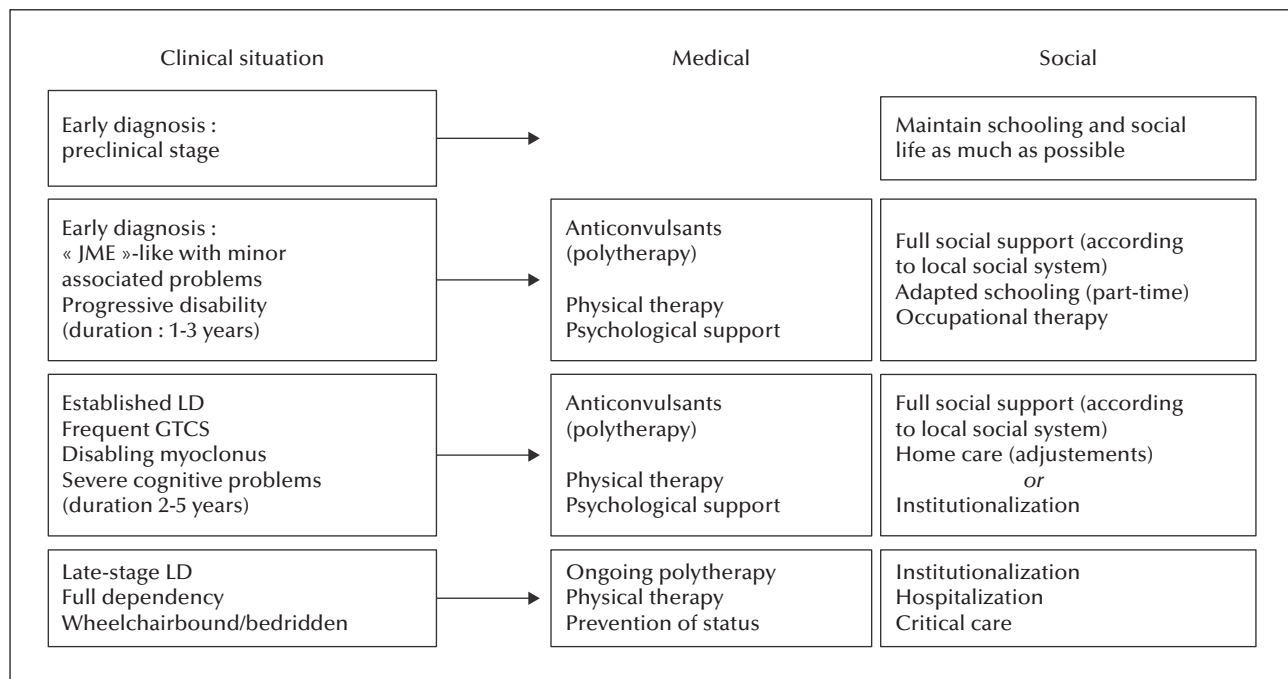 Clinical situation
Medical
Social
Early diagnosis :
preclinical stage
Maintain schooling and social
life as much as possible
Early diagnosis :
« JME »-like with minor
associated problems
Progressive disability
(duration : 1-3 years)
Anticonvulsants
(polytherapy)
Physical therapy
Psychological support
Full social support (according
to local social system)
Adapted schooling (part-time)
Occupational therapy
Established LD
Frequent GTCS
Disabling myoclonus
Severe cognitive problems
(duration 2-5 years)
Anticonvulsants
(polytherapy)
Physical therapy
Psychological support
Full social support (according
to local social system)
Home care (adjustements)
or
Institutionalization
Late-stage LD
Full dependency
Wheelchairbound/bedridden
Ongoing polytherapy
Physical therapy
Prevention of status
Institutionalization
Hospitalization
Critical care